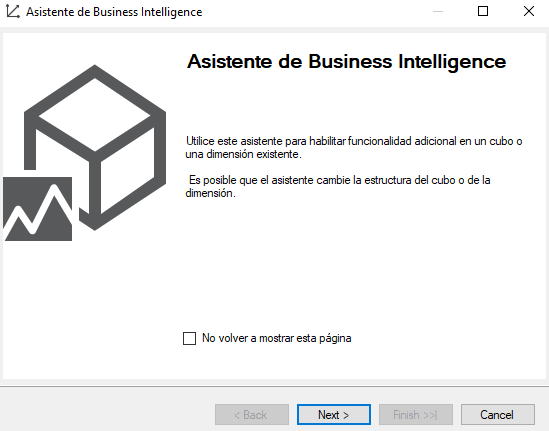 Asistente de Business Intelligence
Asistente de Business Intelligence
Utilice este asistente para habilitar funcionalidad adicional en un cubo o
una dimensión existente.
Es posible que el asistente cambie la estructura del cubo o de la
dimensión.
No volver a mostrar esta página
< Back
Next >
Finish >>|
Cancel